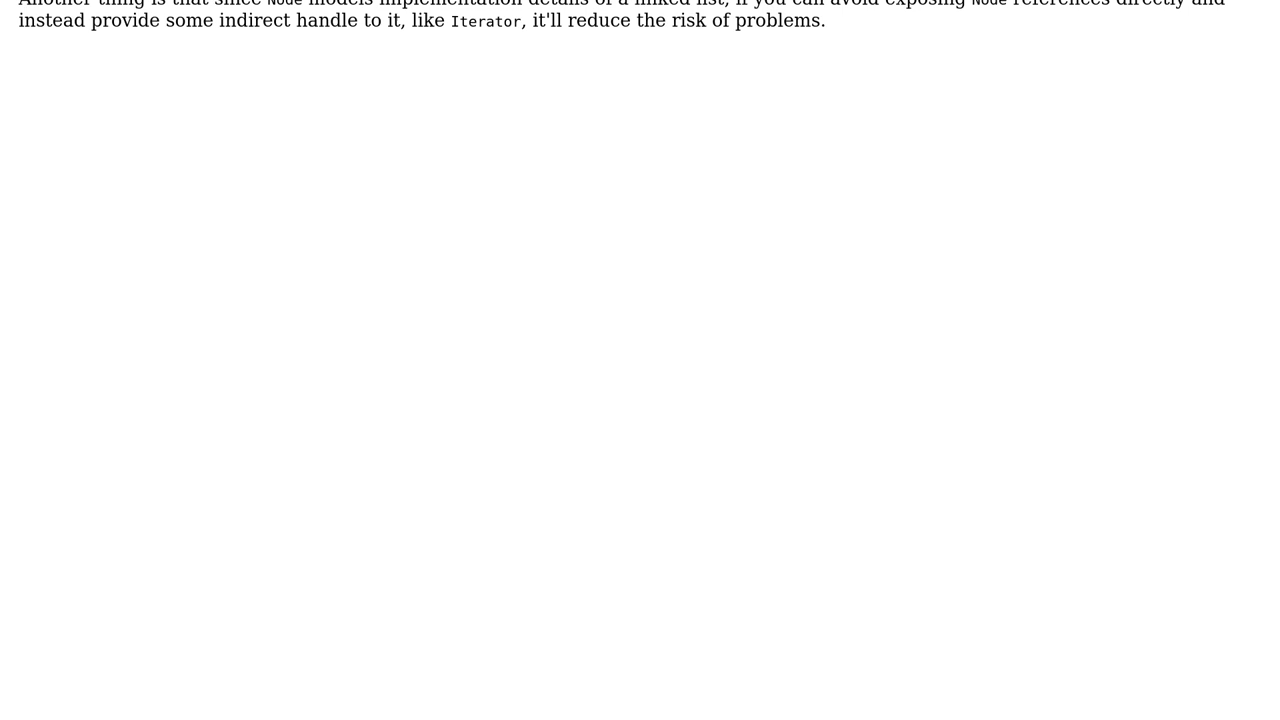 Another thing is that since Node models implementation details of a linked list, if you can avoid exposing Node references directly and
instead provide some indirect handle to it, like Iterator, it'll reduce the risk of problems.